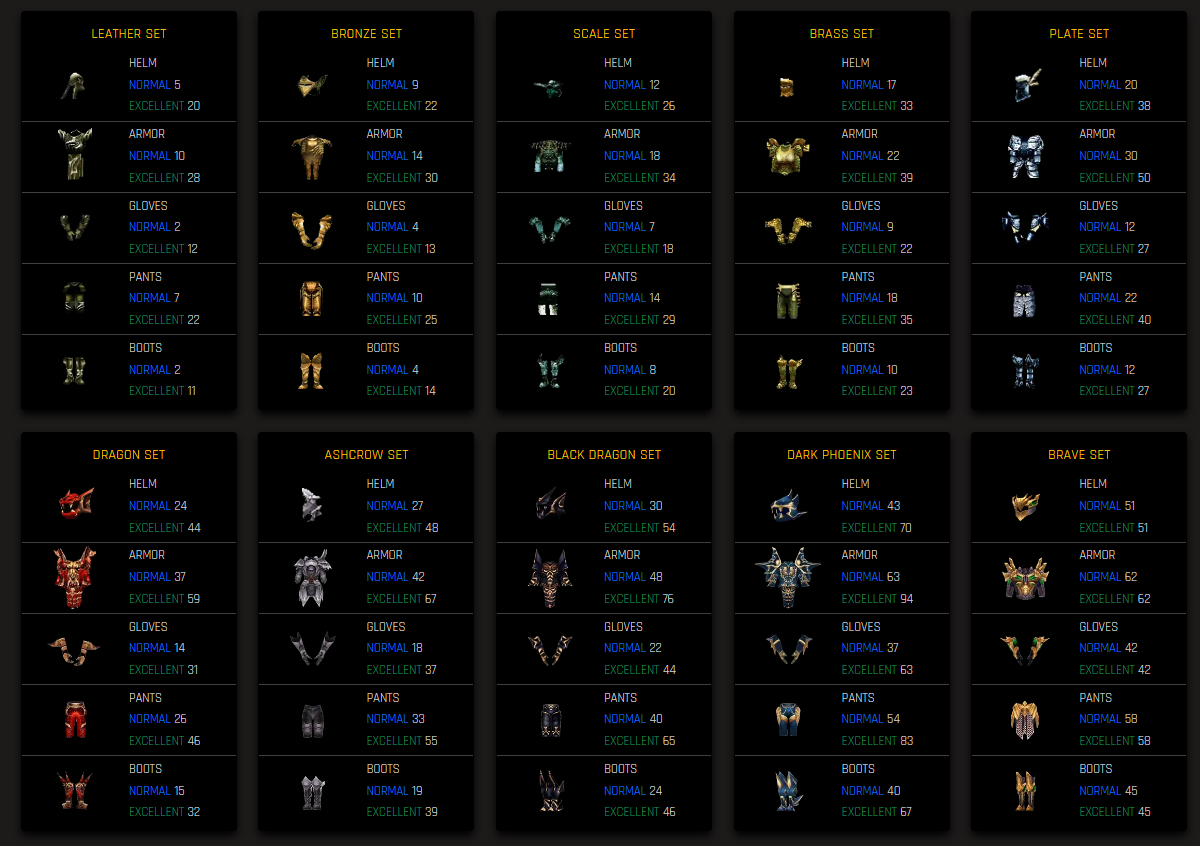 LEATHER SET
HELM
NORMAL 5
EXCELLENT 20
ARMOR
NORMAL 10
EXCELLENT 28
GLOVES
NORMAL 2
EXCELLENT 12
PANTS
NORMAL 7
EXCELLENT 22
BOOTS
NORMAL 2
EXCELLENT 11
BRONZE SET
HELM
NORMAL 9
EXCELLENT 22
ARMOR
NORMAL 14
EXCELLENT 30
GLOVES
NORMAL 4
EXCELLENT 13
PANTS
NORMAL 10
EXCELLENT 25
BOOTS
NORMAL 4
EXCELLENT 14
SCALE SET
HELM
NORMAL 12
EXCELLENT 26
ARMOR
NORMAL 18
EXCELLENT 34
GLOVES
NORMAL 7
EXCELLENT 18
PANTS
NORMAL 14
EXCELLENT 29
BOOTS
NORMAL 8
EXCELLENT 20
BRASS SET
HELM
NORMAL 17
EXCELLENT 33
ARMOR
NORMAL 22
EXCELLENT 39
GLOVES
NORMAL 9
EXCELLENT 22
PANTS
NORMAL 18
EXCELLENT 35
BOOTS
NORMAL 10
EXCELLENT 23
PLATE SET
HELM
NORMAL 20
EXCELLENT 38
ARMOR
NORMAL 30
EXCELLENT 50
GLOVES
NORMAL 12
EXCELLENT 27
PANTS
NORMAL 22
EXCELLENT 40
BOOTS
NORMAL 12
EXCELLENT 27
DRAGON SET
HELM
NORMAL 24
EXCELLENT 44
ARMOR
NORMAL 37
EXCELLENT 59
GLOVES
NORMAL 14
EXCELLENT 31
PANTS
NORMAL 26
EXCELLENT 46
BOOTS
NORMAL 15
EXCELLENT 32
ASHCROW SET
HELM
NORMAL 27
EXCELLENT 48
ARMOR
NORMAL 42
EXCELLENT 67
GLOVES
NORMAL 18
EXCELLENT 37
PANTS
NORMAL 33
EXCELLENT 55
BOOTS
NORMAL 19
EXCELLENT 39
BLACK DRAGON SET
HELM
NORMAL 30
EXCELLENT 54
ARMOR
NORMAL 48
EXCELLENT 76
GLOVES
NORMAL 22
EXCELLENT 44
PANTS
NORMAL 40
EXCELLENT 65
BOOTS
NORMAL 24
EXCELLENT 46
DARK PHOENIX SET
HELM
NORMAL 43
EXCELLENT 70
ARMOR
NORMAL 63
EXCELLENT 94
GLOVES
NORMAL 37
EXCELLENT 63
PANTS
NORMAL 54
EXCELLENT 83
BOOTS
NORMAL 40
EXCELLENT 67
BRAVE SET
HELM
NORMAL 51
EXCELLENT 51
ARMOR
NORMAL 62
EXCELLENT 62
GLOVES
NORMAL 42
EXCELLENT 42
PANTS
NORMAL 58
EXCELLENT 58
BOOTS
NORMAL 45
EXCELLENT 45